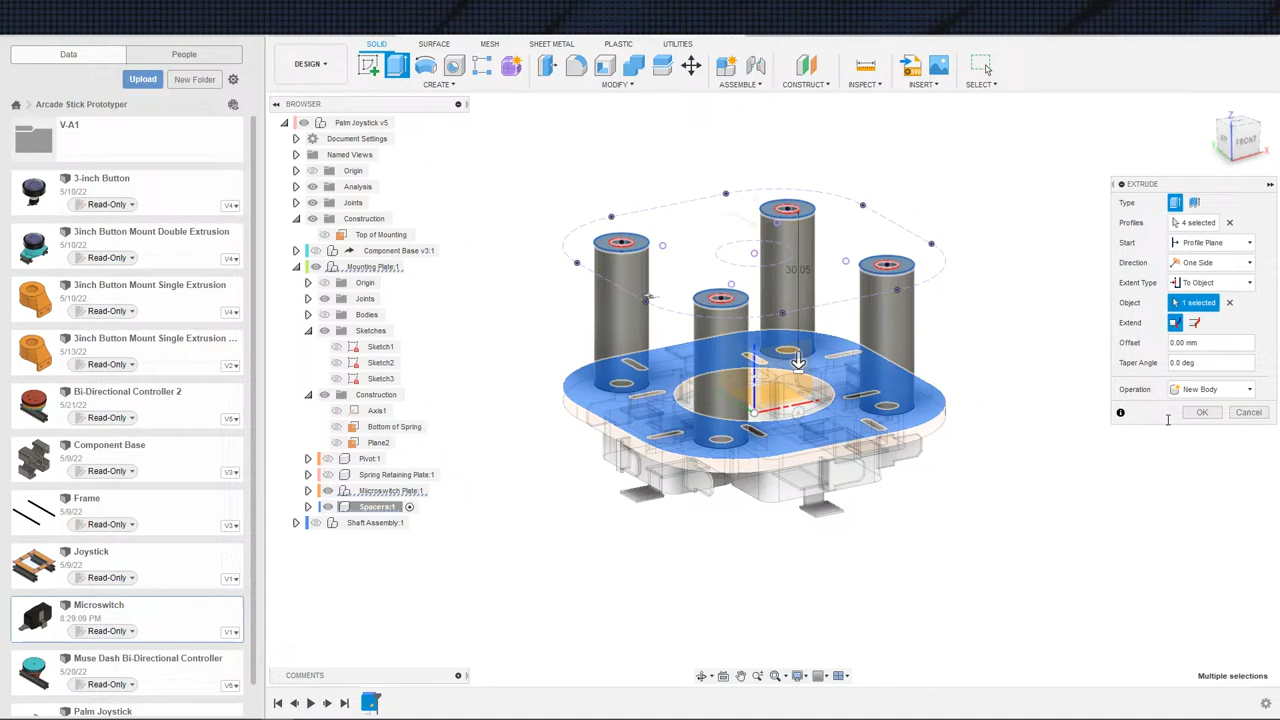 Data People
Upload New Folder
Arcade Stick Prototyper
V-A1
3-inch Button
5/10/22
Read-Only V4
3inch Button Mount Double Extrusion
5/12/22
Read-Only V2
3inch Button Mount Single Extrusion
5/12/22
Read-Only V2
3inch Button Mount Single Extrusion ...
5/13/22
Read-Only V2
Bi-Directional Controller 2
5/21/22
Read-Only
Component Base
5/9/22
Read-Only V3
Frame
5/9/22
Read-Only V3
Joystick
5/9/22
Read-Only V1
Microswitch
8:29:09 PM
Read-Only V1
Muse Dash Bi-Directional Controller
5/20/22
Read-Only
Palm Joystick
DESIGN
SOLID SURFACE MESH SHEET METAL PLASTIC UTILITIES
CREATE MODIFY ASSEMBLE CONSTRUCT INSPECT INSERT SELECT
BROWSER
Palm Joystick v5
Document Settings
Named Views
Origin
Analysis
Joints
Construction
Top of Mounting
Component Base v3:1
Mounting Plate:1
Origin
Joints
Bodies
Sketches
Sketch1
Sketch2
Sketch3
Construction
Axis1
Bottom of Spring
Plane2
Pivot:1
Spring Retaining Plate:1
Microswitch Plate:1
Spacers:1
Shaft Assembly:1
30.05
Z
FRONT
X
EXTRUDE
Type
Profiles 4 selected
Start Profile Plane
Direction One Side
Extent Type To Object
Object 1 selected
Extend
Offset 0.00 mm
Taper Angle 0.0 deg
Operation New Body
OK Cancel
COMMENTS
Multiple selections